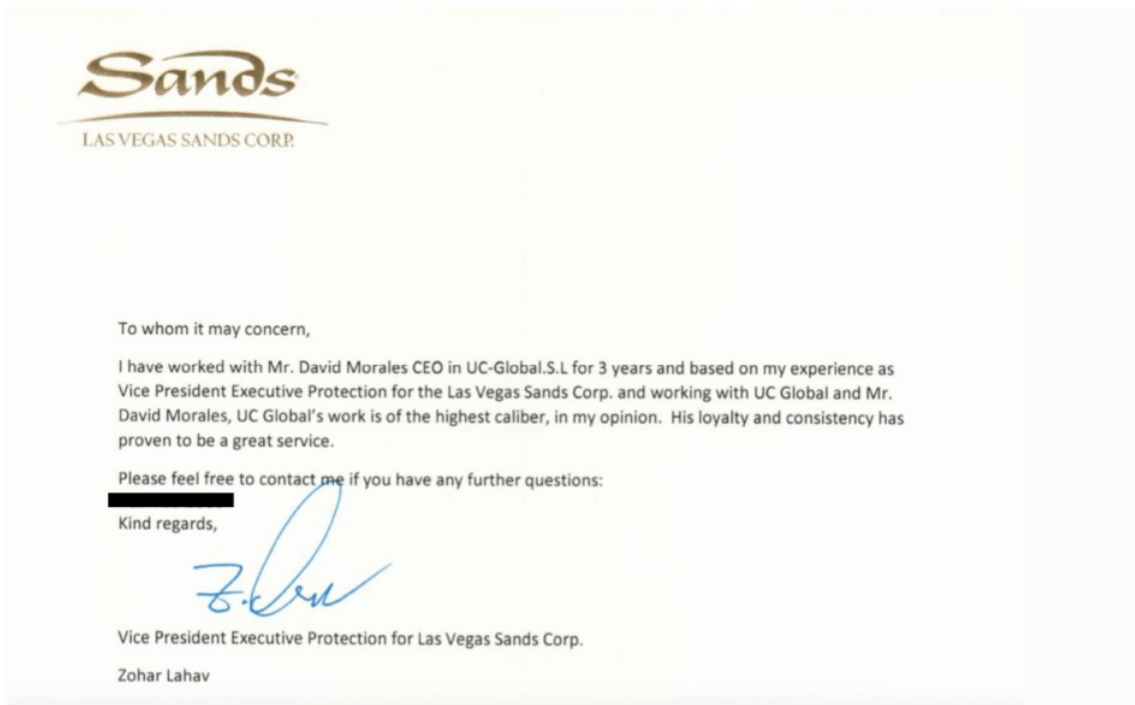 Sands
LAS VEGAS SANDS CORP.
To whom it may concern,
I have worked with Mr. David Morales CEO in UC-Global.S.L for 3 years and based on my experience as
Vice President Executive Protection for the Las Vegas Sands Corp. and working with UC Global and Mr.
David Morales, UC Global's work is of the highest caliber, in my opinion.  His loyalty and consistency has
proven to be a great service.
Please feel free to contact me if you have any further questions:
Kind regards,
Vice President Executive Protection for Las Vegas Sands Corp.
Zohar Lahav